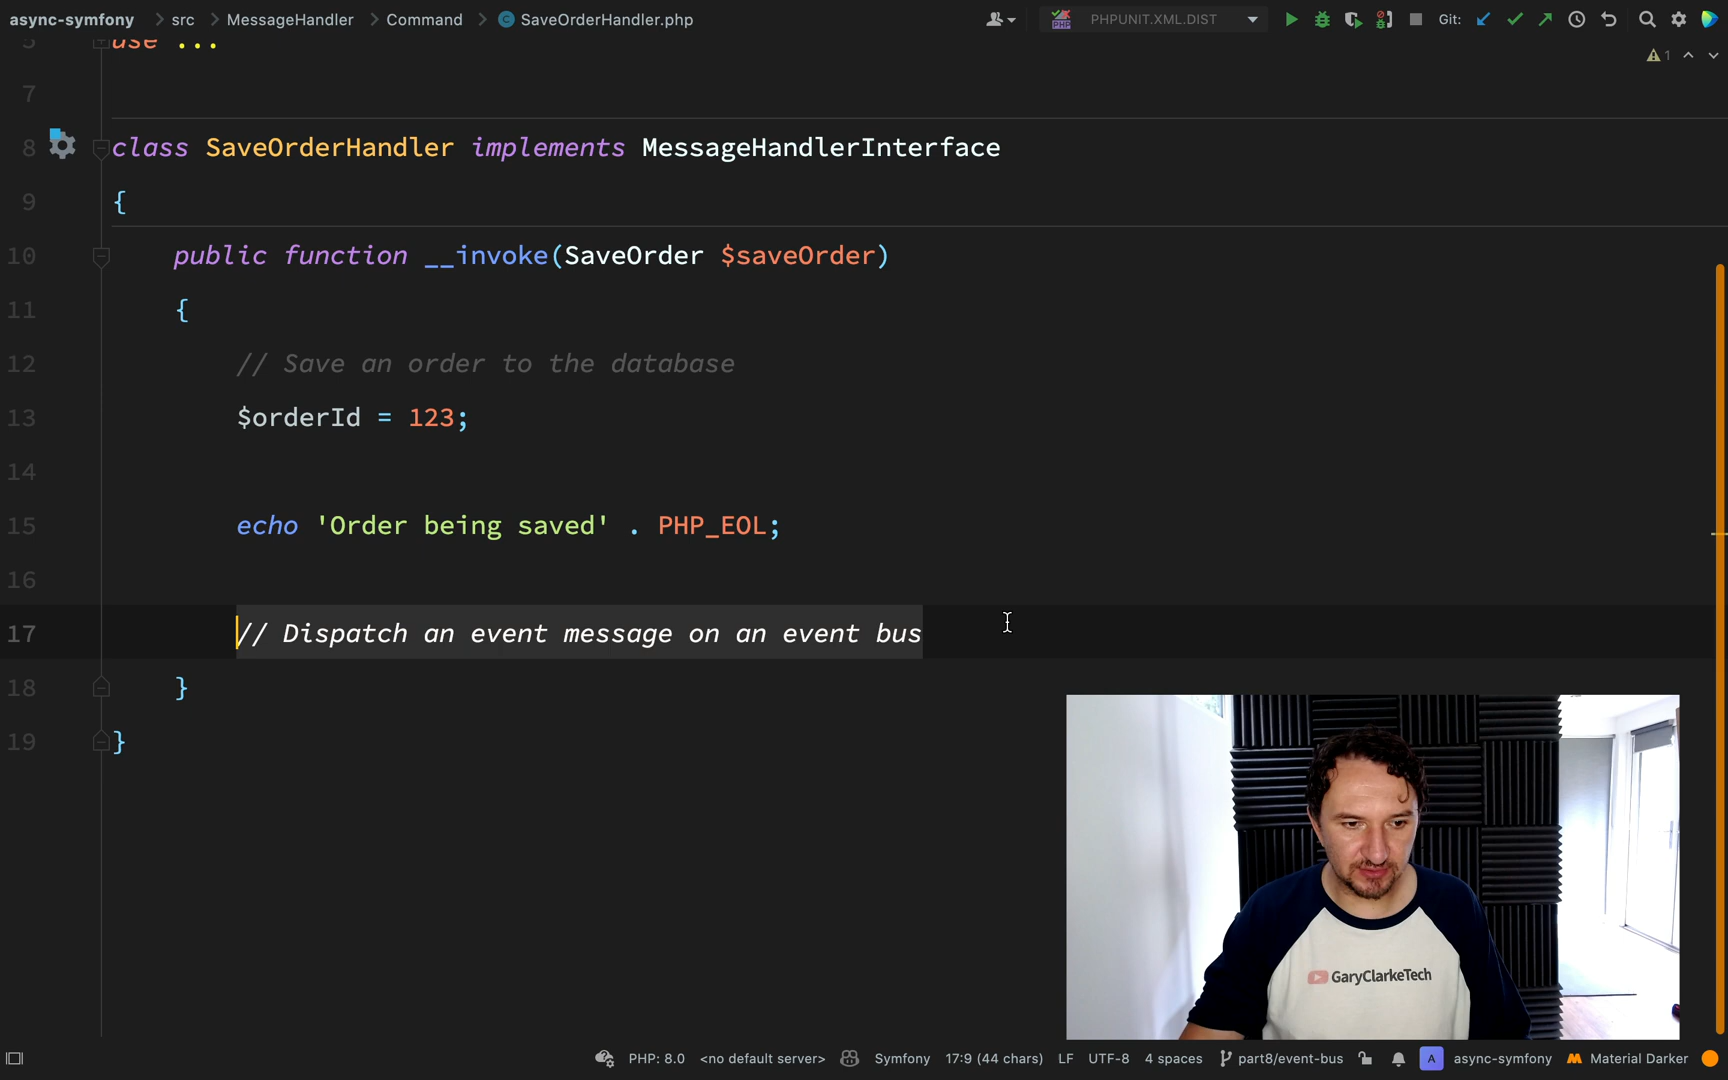 async-symfony src MessageHandler Command SaveOrderHandler.php PHPUNIT.XML.DIST Git:
5 use ...
1
7
8 class SaveOrderHandler implements MessageHandlerInterface
9 {
10 public function __invoke(SaveOrder $saveOrder)
11 {
12 // Save an order to the database
13 $orderId = 123;
14
15 echo 'Order being saved' . PHP_EOL;
16
17 // Dispatch an event message on an event bus
18 }
19 }
GaryClarkeTech
PHP: 8.0 <no default server> Symfony 17:9 (44 chars) LF UTF-8 4 spaces part8/event-bus A async-symfony Material Darker